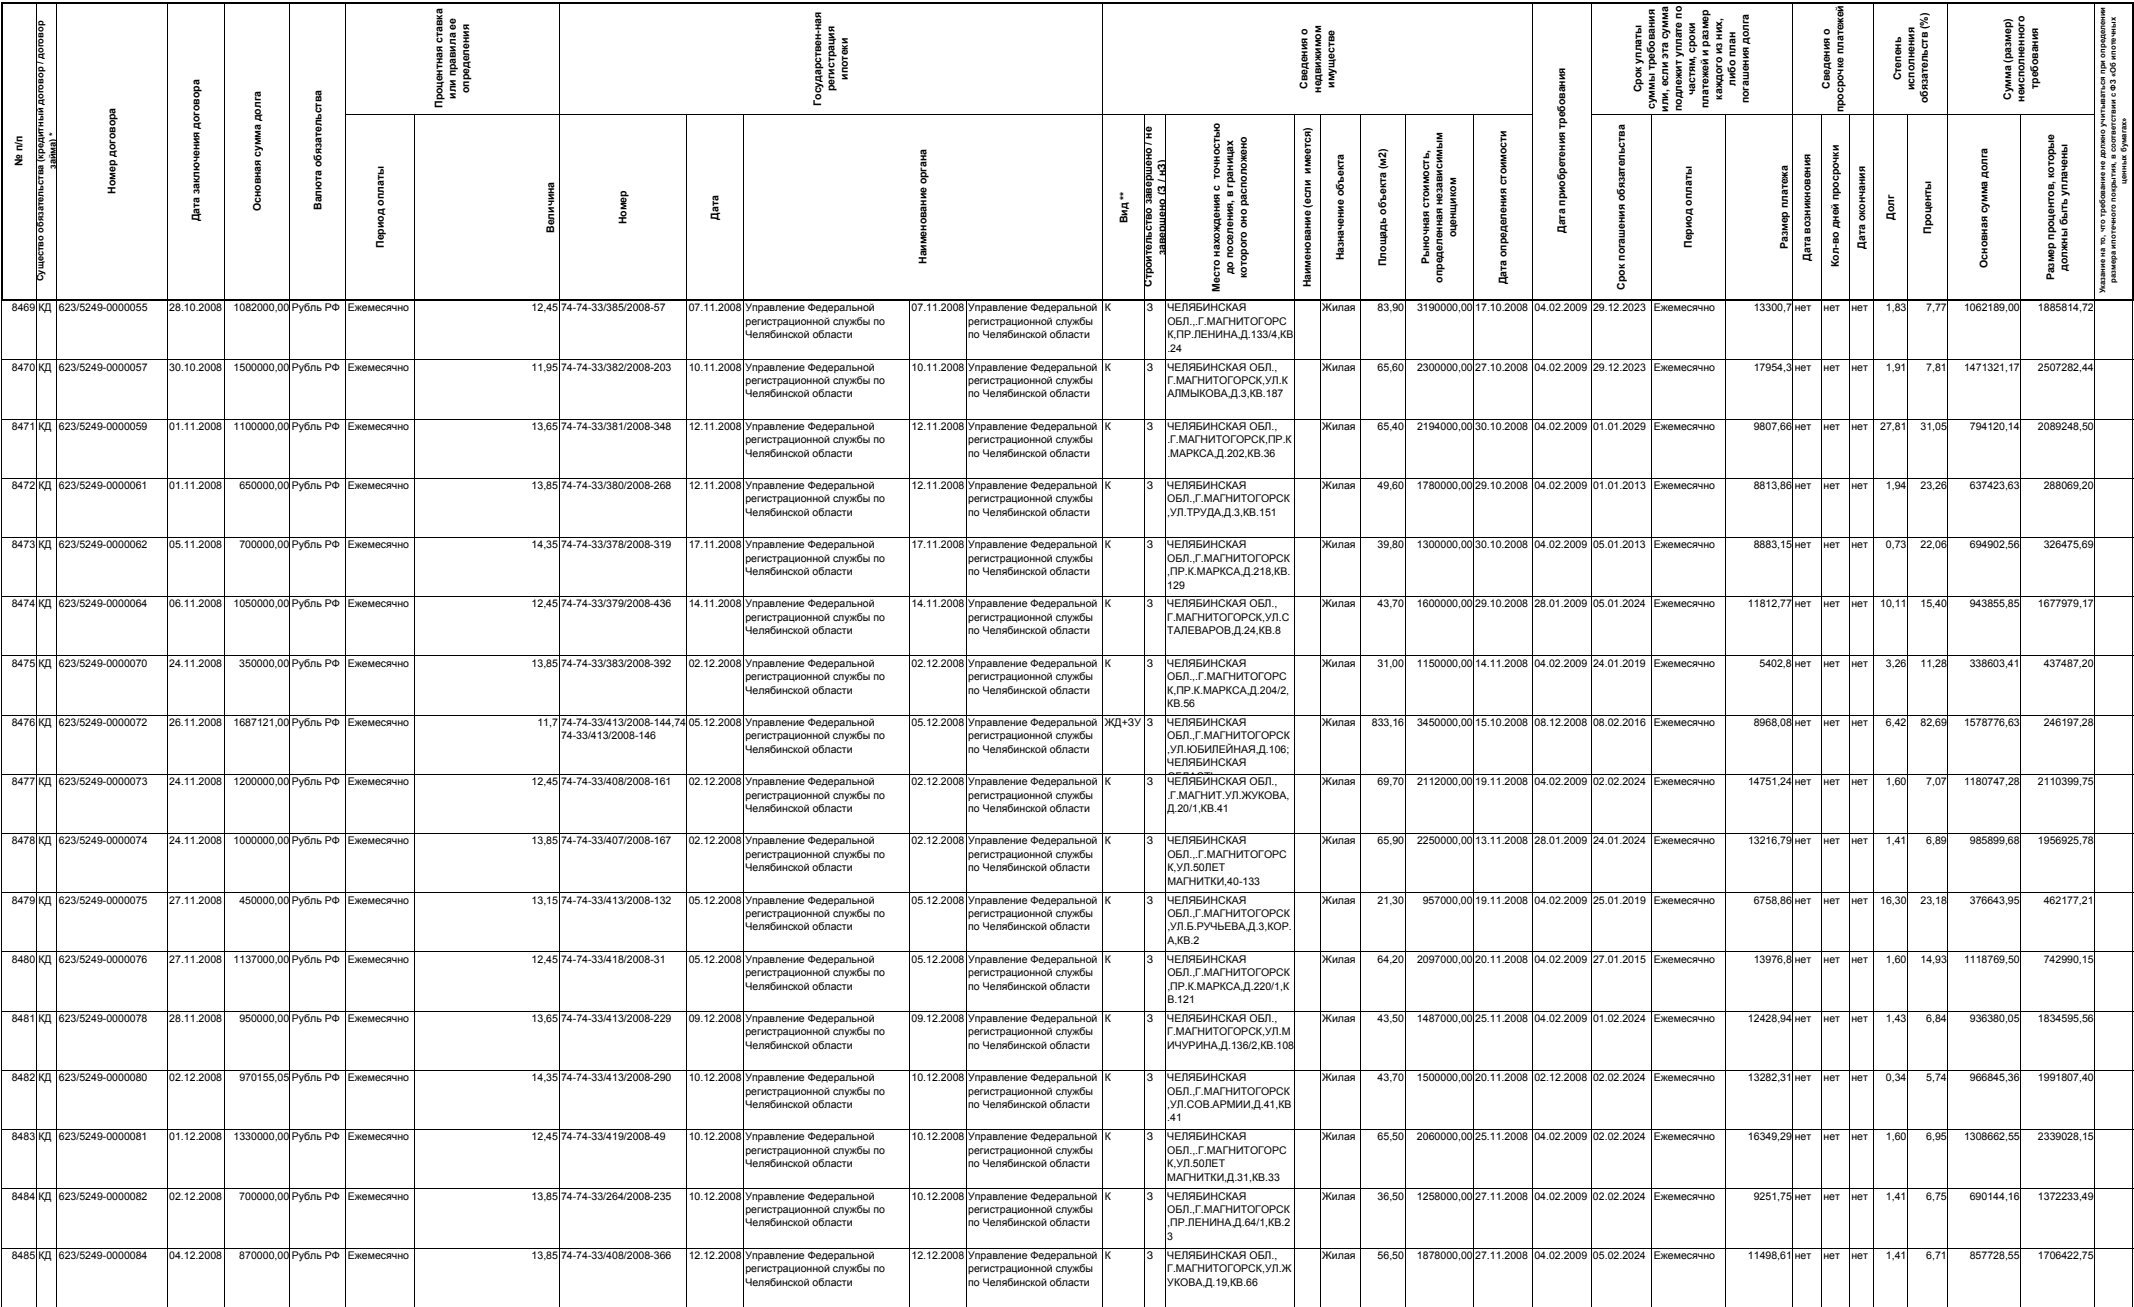 № п/п
Существо обязательства (кредитный договор / договор займа) *
Номер договора
Дата заключения договора
Основная сумма долга
Валюта обязательства
Процентная ставка или правила ее определения
Период оплаты
Величина
Государствен-ная регистрация ипотеки
Номер
Дата
Наименование органа
Сведения о недвижимом имуществе
Вид **
Строительство завершено / не завершено (З / нЗ)
Место нахождения с точностью до поселения, в границах которого оно расположено
Наименование (если имеется)
Назначение объекта
Площадь объекта (м2)
Рыночная стоимость, определенная независимым оценщиком
Дата определения стоимости
Дата приобретения требования
Срок уплаты суммы требования или, если эта сумма подлежит уплате по частям, сроки платежей и размер каждого из них, либо план погашения долга
Срок погашения обязательства
Период оплаты
Размер платежа
Сведения о просрочке платежей
Дата возникновения
Кол-во дней просрочки
Дата окончания
Степень исполнения обязательств (%)
Долг
Проценты
Сумма (размер) неисполненного требования
Основная сумма долга
Размер процентов, которые должны быть уплачены
Указание на то, что требование не должно учитываться при определении размера ипотечного покрытия, в соответствии с ФЗ «Об ипотечных ценных бумагах»
8469 КД 623/5249-0000055 28.10.2008 1082000,00 Рубль РФ Ежемесячно 12,45 74-74-33/385/2008-57 07.11.2008 Управление Федеральной регистрационной службы по Челябинской области 07.11.2008 Управление Федеральной регистрационной службы по Челябинской области К З ЧЕЛЯБИНСКАЯ ОБЛ.,.Г.МАГНИТОГОРСК,ПР.ЛЕНИНА,Д.133/4,КВ.24 Жилая 83,90 3190000,00 17.10.2008 04.02.2009 29.12.2023 Ежемесячно 13300,7 нет нет нет 1,83 7,77 1062189,00 1885814,72
8470 КД 623/5249-0000057 30.10.2008 1500000,00 Рубль РФ Ежемесячно 11,95 74-74-33/382/2008-203 10.11.2008 Управление Федеральной регистрационной службы по Челябинской области 10.11.2008 Управление Федеральной регистрационной службы по Челябинской области К З ЧЕЛЯБИНСКАЯ ОБЛ., Г.МАГНИТОГОРСК,УЛ.КАЛМЫКОВА,Д.3,КВ.187 Жилая 65,60 2300000,00 27.10.2008 04.02.2009 29.12.2023 Ежемесячно 17954,3 нет нет нет 1,91 7,81 1471321,17 2507282,44
8471 КД 623/5249-0000059 01.11.2008 1100000,00 Рубль РФ Ежемесячно 13,65 74-74-33/381/2008-348 12.11.2008 Управление Федеральной регистрационной службы по Челябинской области 12.11.2008 Управление Федеральной регистрационной службы по Челябинской области К З ЧЕЛЯБИНСКАЯ ОБЛ., .Г.МАГНИТОГОРСК,ПР.К.МАРКСА,Д.202,КВ.36 Жилая 65,40 2194000,00 30.10.2008 04.02.2009 01.01.2029 Ежемесячно 9807,66 нет нет нет 27,81 31,05 794120,14 2089248,50
8472 КД 623/5249-0000061 01.11.2008 650000,00 Рубль РФ Ежемесячно 13,85 74-74-33/380/2008-268 12.11.2008 Управление Федеральной регистрационной службы по Челябинской области 12.11.2008 Управление Федеральной регистрационной службы по Челябинской области К З ЧЕЛЯБИНСКАЯ ОБЛ.,Г.МАГНИТОГОРСК,УЛ.ТРУДА,Д.3,КВ.151 Жилая 49,60 1780000,00 29.10.2008 04.02.2009 01.01.2013 Ежемесячно 8813,86 нет нет нет 1,94 23,26 637423,63 288069,20
8473 КД 623/5249-0000062 05.11.2008 700000,00 Рубль РФ Ежемесячно 14,35 74-74-33/378/2008-319 17.11.2008 Управление Федеральной регистрационной службы по Челябинской области 17.11.2008 Управление Федеральной регистрационной службы по Челябинской области К З ЧЕЛЯБИНСКАЯ ОБЛ.,Г.МАГНИТОГОРСК,ПР.К.МАРКСА,Д.218,КВ.129 Жилая 39,80 1300000,00 30.10.2008 04.02.2009 05.01.2013 Ежемесячно 8883,15 нет нет нет 0,73 22,06 694902,56 326475,69
8474 КД 623/5249-0000064 06.11.2008 1050000,00 Рубль РФ Ежемесячно 12,45 74-74-33/379/2008-436 14.11.2008 Управление Федеральной регистрационной службы по Челябинской области 14.11.2008 Управление Федеральной регистрационной службы по Челябинской области К З ЧЕЛЯБИНСКАЯ ОБЛ., Г.МАГНИТОГОРСК,УЛ.СТАЛЕВАРОВ,Д.24,КВ.8 Жилая 43,70 1600000,00 29.10.2008 28.01.2009 05.01.2024 Ежемесячно 11812,77 нет нет нет 10,11 15,40 943855,85 1677979,17
8475 КД 623/5249-0000070 24.11.2008 350000,00 Рубль РФ Ежемесячно 13,85 74-74-33/383/2008-392 02.12.2008 Управление Федеральной регистрационной службы по Челябинской области 02.12.2008 Управление Федеральной регистрационной службы по Челябинской области К З ЧЕЛЯБИНСКАЯ ОБЛ.,.Г.МАГНИТОГОРСК,ПР.К.МАРКСА,Д.204/2,КВ.56 Жилая 31,00 1150000,00 14.11.2008 04.02.2009 24.01.2019 Ежемесячно 5402,8 нет нет нет 3,26 11,28 338603,41 437487,20
8476 КД 623/5249-0000072 26.11.2008 1687121,00 Рубль РФ Ежемесячно 11,7 74-74-33/413/2008-144,74 74-33/413/2008-146 05.12.2008 Управление Федеральной регистрационной службы по Челябинской области 05.12.2008 Управление Федеральной регистрационной службы по Челябинской области ЖД+ЗУ З ЧЕЛЯБИНСКАЯ ОБЛ.,Г.МАГНИТОГОРСК,УЛ.ЮБИЛЕЙНАЯ,Д.106; ЧЕЛЯБИНСКАЯ Жилая 833,16 3450000,00 15.10.2008 08.12.2008 08.02.2016 Ежемесячно 8968,08 нет нет нет 6,42 82,69 1578776,63 246197,28
8477 КД 623/5249-0000073 24.11.2008 1200000,00 Рубль РФ Ежемесячно 12,45 74-74-33/408/2008-161 02.12.2008 Управление Федеральной регистрационной службы по Челябинской области 02.12.2008 Управление Федеральной регистрационной службы по Челябинской области К З ЧЕЛЯБИНСКАЯ ОБЛ., .Г.МАГНИТ.УЛ.ЖУКОВА,Д.20/1,КВ.41 Жилая 69,70 2112000,00 19.11.2008 04.02.2009 02.02.2024 Ежемесячно 14751,24 нет нет нет 1,60 7,07 1180747,28 2110399,75
8478 КД 623/5249-0000074 24.11.2008 1000000,00 Рубль РФ Ежемесячно 13,85 74-74-33/407/2008-167 02.12.2008 Управление Федеральной регистрационной службы по Челябинской области 02.12.2008 Управление Федеральной регистрационной службы по Челябинской области К З ЧЕЛЯБИНСКАЯ ОБЛ.,.Г.МАГНИТОГОРСК,УЛ.50ЛЕТ МАГНИТКИ,40-133 Жилая 65,90 2250000,00 13.11.2008 28.01.2009 24.01.2024 Ежемесячно 13216,79 нет нет нет 1,41 6,89 985899,68 1956925,78
8479 КД 623/5249-0000075 27.11.2008 450000,00 Рубль РФ Ежемесячно 13,15 74-74-33/413/2008-132 05.12.2008 Управление Федеральной регистрационной службы по Челябинской области 05.12.2008 Управление Федеральной регистрационной службы по Челябинской области К З ЧЕЛЯБИНСКАЯ ОБЛ.,Г.МАГНИТОГОРСК,УЛ.Б.РУЧЬЕВА,Д.3,КОР.А,КВ.2 Жилая 21,30 957000,00 19.11.2008 04.02.2009 25.01.2019 Ежемесячно 6758,86 нет нет нет 16,30 23,18 376643,95 462177,21
8480 КД 623/5249-0000076 27.11.2008 1137000,00 Рубль РФ Ежемесячно 12,45 74-74-33/418/2008-31 05.12.2008 Управление Федеральной регистрационной службы по Челябинской области 05.12.2008 Управление Федеральной регистрационной службы по Челябинской области К З ЧЕЛЯБИНСКАЯ ОБЛ.,Г.МАГНИТОГОРСК,ПР.К.МАРКСА,Д.220/1,КВ.121 Жилая 64,20 2097000,00 20.11.2008 04.02.2009 27.01.2015 Ежемесячно 13976,8 нет нет нет 1,60 14,93 1118769,50 742990,15
8481 КД 623/5249-0000078 28.11.2008 950000,00 Рубль РФ Ежемесячно 13,65 74-74-33/413/2008-229 09.12.2008 Управление Федеральной регистрационной службы по Челябинской области 09.12.2008 Управление Федеральной регистрационной службы по Челябинской области К З ЧЕЛЯБИНСКАЯ ОБЛ., Г.МАГНИТОГОРСК,УЛ.МИЧУРИНА,Д.136/2,КВ.108 Жилая 43,50 1487000,00 25.11.2008 04.02.2009 01.02.2024 Ежемесячно 12428,94 нет нет нет 1,43 6,84 936380,05 1834595,56
8482 КД 623/5249-0000080 02.12.2008 970155,05 Рубль РФ Ежемесячно 14,35 74-74-33/413/2008-290 10.12.2008 Управление Федеральной регистрационной службы по Челябинской области 10.12.2008 Управление Федеральной регистрационной службы по Челябинской области К З ЧЕЛЯБИНСКАЯ ОБЛ.,Г.МАГНИТОГОРСК,УЛ.СОВ.АРМИИ,Д.41,КВ.41 Жилая 43,70 1500000,00 20.11.2008 02.12.2008 02.02.2024 Ежемесячно 13282,31 нет нет нет 0,34 5,74 966845,36 1991807,40
8483 КД 623/5249-0000081 01.12.2008 1330000,00 Рубль РФ Ежемесячно 12,45 74-74-33/419/2008-49 10.12.2008 Управление Федеральной регистрационной службы по Челябинской области 10.12.2008 Управление Федеральной регистрационной службы по Челябинской области К З ЧЕЛЯБИНСКАЯ ОБЛ.,.Г.МАГНИТОГОРСК,УЛ.50ЛЕТ МАГНИТКИ,Д.31,КВ.33 Жилая 65,50 2060000,00 25.11.2008 04.02.2009 02.02.2024 Ежемесячно 16349,29 нет нет нет 1,60 6,95 1308662,55 2339028,15
8484 КД 623/5249-0000082 02.12.2008 700000,00 Рубль РФ Ежемесячно 13,85 74-74-33/264/2008-235 10.12.2008 Управление Федеральной регистрационной службы по Челябинской области 10.12.2008 Управление Федеральной регистрационной службы по Челябинской области К З ЧЕЛЯБИНСКАЯ ОБЛ.,Г.МАГНИТОГОРСК,ПР.ЛЕНИНА,Д.64/1,КВ.23 Жилая 36,50 1258000,00 27.11.2008 04.02.2009 02.02.2024 Ежемесячно 9251,75 нет нет нет 1,41 6,75 690144,16 1372233,49
8485 КД 623/5249-0000084 04.12.2008 870000,00 Рубль РФ Ежемесячно 13,85 74-74-33/408/2008-366 12.12.2008 Управление Федеральной регистрационной службы по Челябинской области 12.12.2008 Управление Федеральной регистрационной службы по Челябинской области К З ЧЕЛЯБИНСКАЯ ОБЛ., Г.МАГНИТОГОРСК,УЛ.ЖУКОВА,Д.19,КВ.66 Жилая 56,50 1878000,00 27.11.2008 04.02.2009 05.02.2024 Ежемесячно 11498,61 нет нет нет 1,41 6,71 857728,55 1706422,75